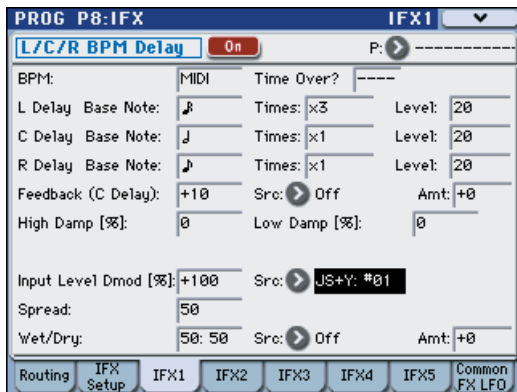 PROG P8:IFX IFX1
L/C/R BPM Delay On P: -----------
BPM: MIDI Time Over? ----
L Delay Base Note: Times: x3 Level: 20
C Delay Base Note: Times: x1 Level: 20
R Delay Base Note: Times: x1 Level: 20
Feedback (C Delay): +10 Src: Off Amt: +0
High Damp [%]: 0 Low Damp [%]: 0
Input Level Dmod [%]: +100 Src: JS+Y: #01
Spread: 50
Wet/Dry: 50: 50 Src: Off Amt: +0
Routing IFX Setup IFX1 IFX2 IFX3 IFX4 IFX5 Common FX LFO